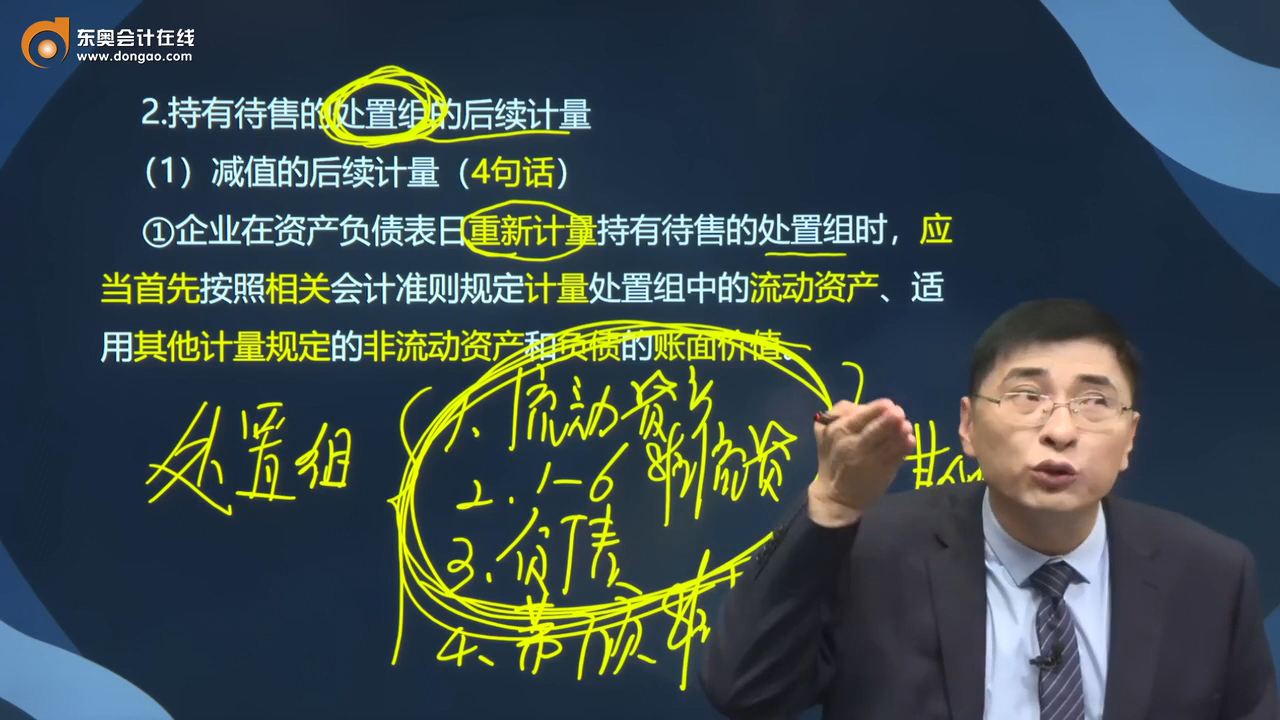 东奥会计在线
www.dongao.com
2.持有待售的处置组的后续计量
（1）减值的后续计量（4句话）
①企业在资产负债表日重新计量持有待售的处置组时，应
当首先按照相关会计准则规定计量处置组中的流动资产、适
用其他计量规定的非流动资产和负债的账面价值。
处置组
1、流动资产
2.1-6 非流资
3.负债
4、
其他